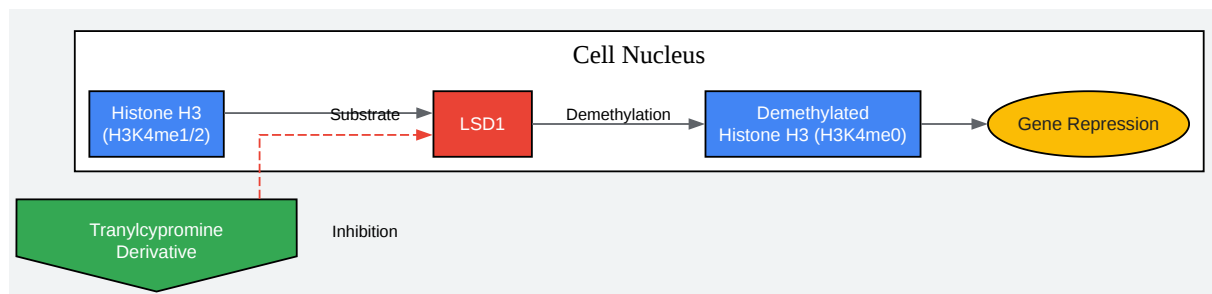 Cell Nucleus
Histone H3
(H3K4me1/2)
Substrate
LSD1
Demethylation
Demethylated
Histone H3 (H3K4me0)
Gene Repression
Tranylcypromine
Derivative
Inhibition